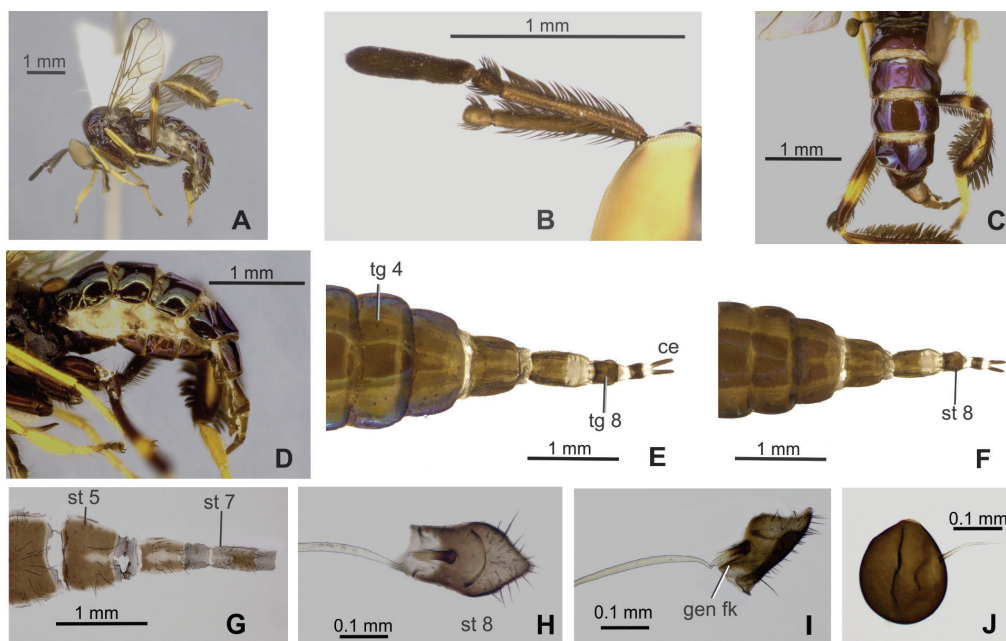 1 mm
A
1 mm
B
1 mm
C
1 mm
D
tg 4
ce
tg 8
1 mm
E
st 8
1 mm
F
st 5
st 7
1 mm
G
0.1 mm
st 8
H
gen fk
0.1 mm
I
0.1 mm
J